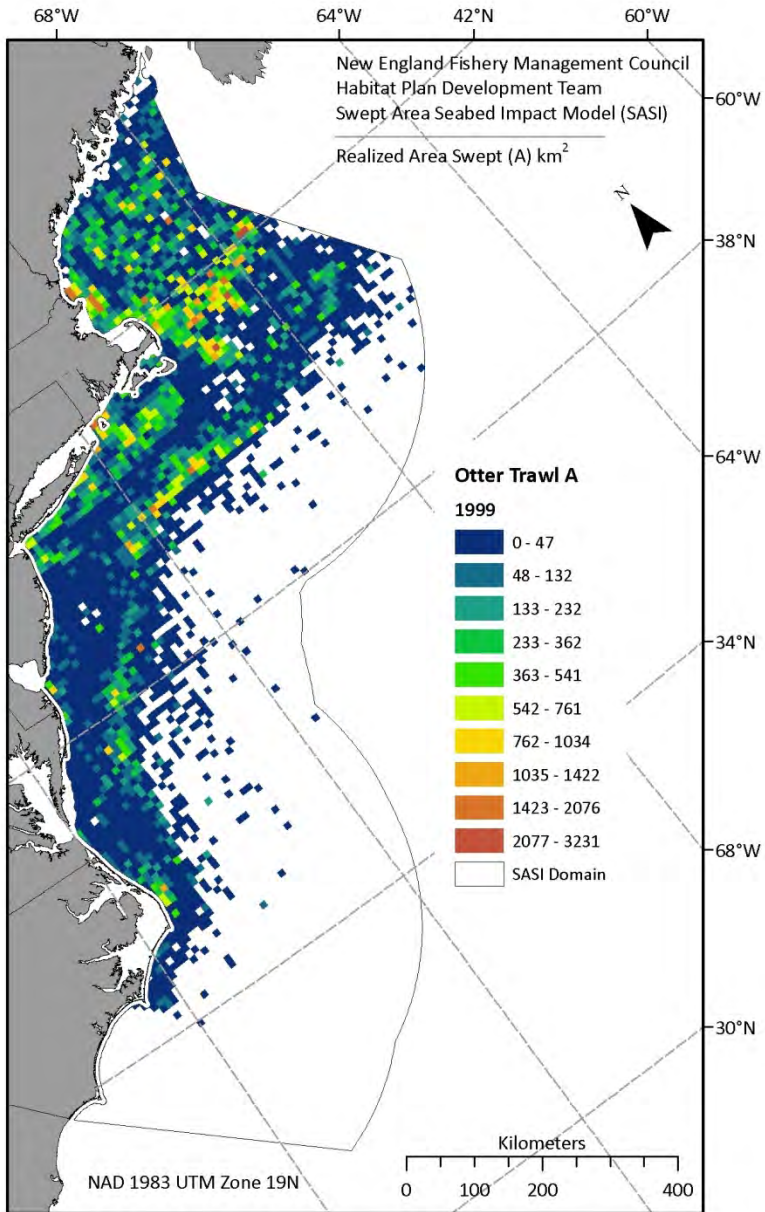 68°W
64°W
42°N
60°W
New England Fishery Management Council
Habitat Plan Development Team
Swept Area Seabed Impact Model (SASI)
Realized Area Swept (A) km²
60°W
N
38°N
64°W
Otter Trawl A
1999
0 - 47
48 - 132
133 - 232
233 - 362
363 - 541
542 - 761
762 - 1034
1035 - 1422
1423 - 2076
2077 - 3231
SASI Domain
34°N
68°W
30°N
Kilometers
0 100 200 300 400
NAD 1983 UTM Zone 19N